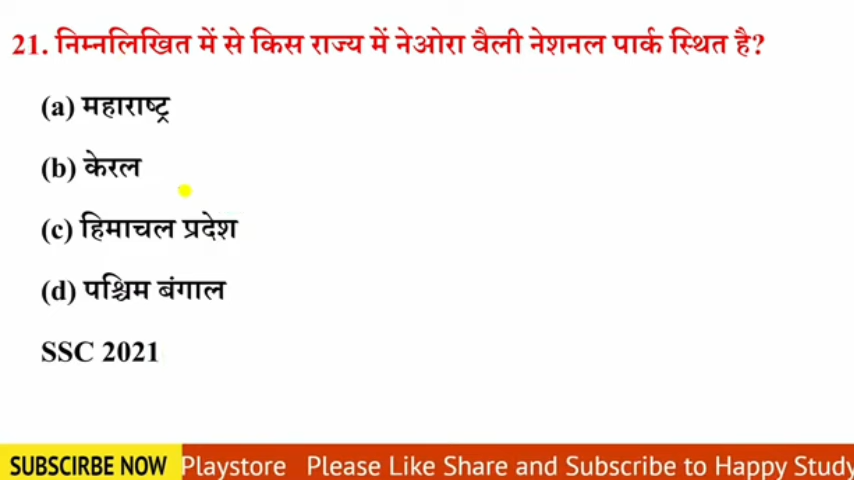 21. निम्नलिखित में से किस राज्य में नेओरा वैली नेशनल पार्क स्थित है?
(a) महाराष्ट्र
(b) केरल
(c) हिमाचल प्रदेश
(d) पश्चिम बंगाल
SSC 2021
SUBSCIRBE NOW Playstore Please Like Share and Subscribe to Happy Study